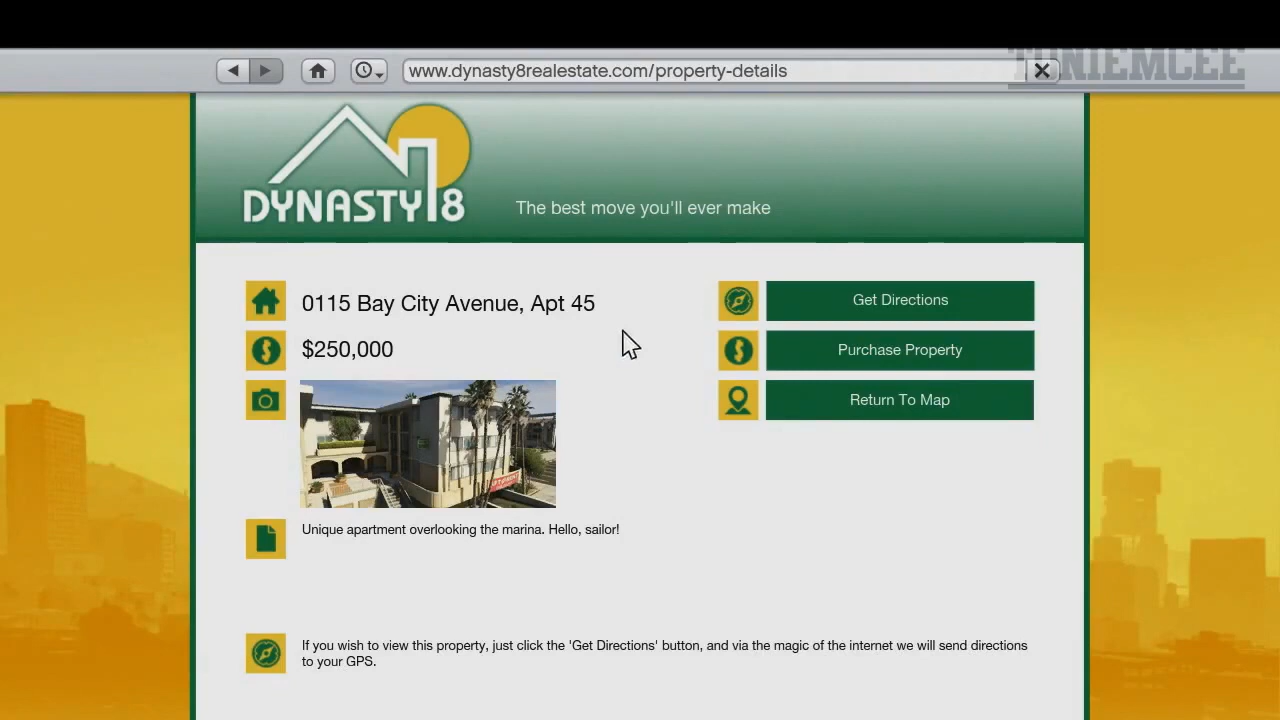 www.dynasty8realestate.com/property-details
TONIEMCEE
DYNASTY 8
The best move you'll ever make
0115 Bay City Avenue, Apt 45
$250,000
Get Directions
Purchase Property
Return To Map
Unique apartment overlooking the marina. Hello, sailor!
If you wish to view this property, just click the 'Get Directions' button, and via the magic of the internet we will send directions
to your GPS.